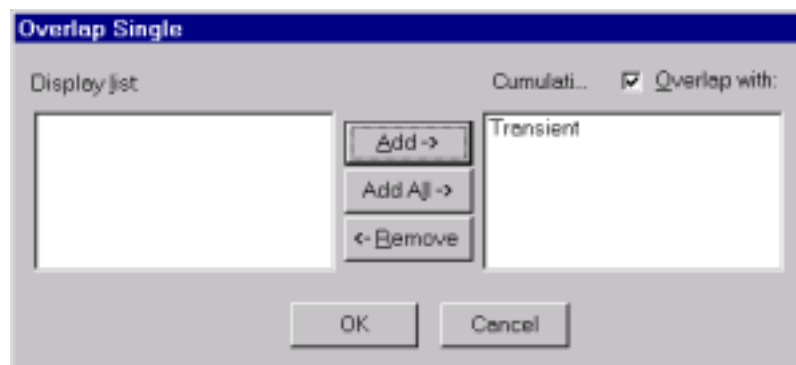 Overlap Single
Display list
Cumulati...
Overlap with:
Transient
Add ->
Add All ->
<- Remove
OK
Cancel